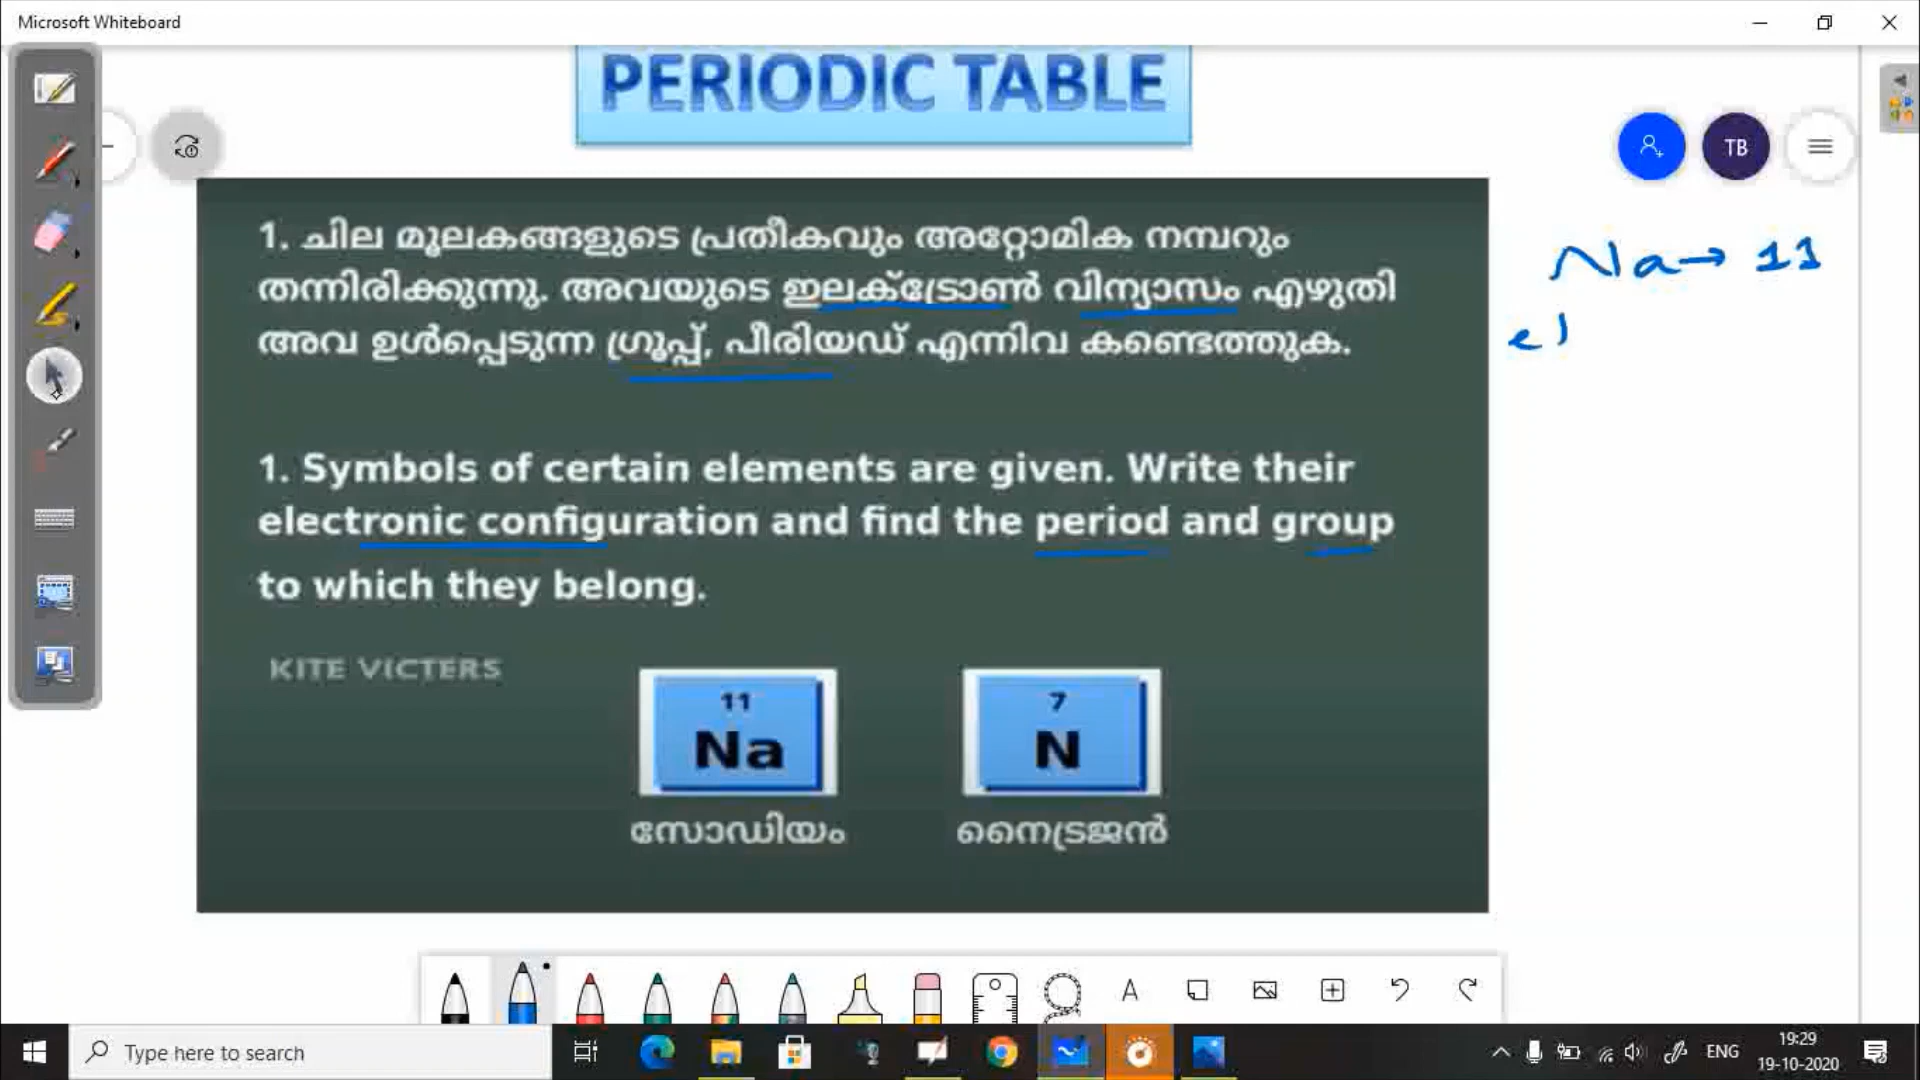 Microsoft Whiteboard
PERIODIC TABLE
TB
1. ചില മൂലകങ്ങളുടെ പ്രതീകവും അറ്റോമിക നമ്പറും
തന്നിരിക്കുന്നു. അവയുടെ ഇലക്ട്രോൺ വിന്യാസം എഴുതി
അവ ഉൾപ്പെടുന്ന ഗ്രൂപ്പ്, പീരിയഡ് എന്നിവ കണ്ടെത്തുക.
Na→ 11
el
1. Symbols of certain elements are given. Write their
electronic configuration and find the period and group
to which they belong.
KITE VICTERS
11
Na
സോഡിയം
7
N
നൈട്രജൻ
Type here to search
ENG
19:29
19-10-2020